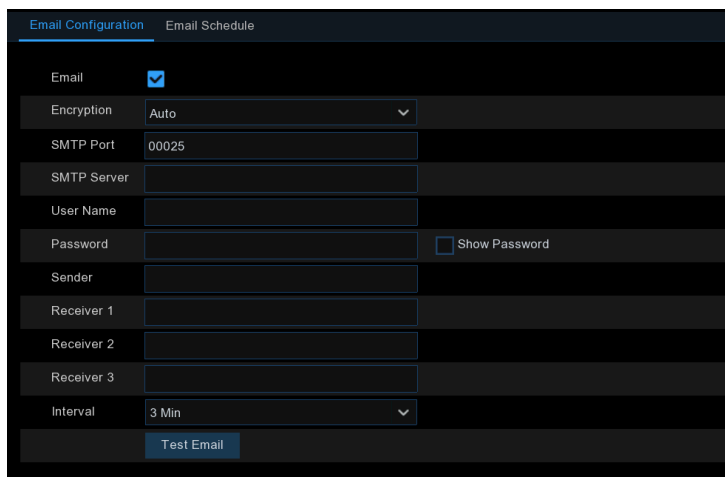 Email Configuration Email Schedule
Email
Encryption Auto
SMTP Port 00025
SMTP Server
User Name
Password Show Password
Sender
Receiver 1
Receiver 2
Receiver 3
Interval 3 Min
Test Email